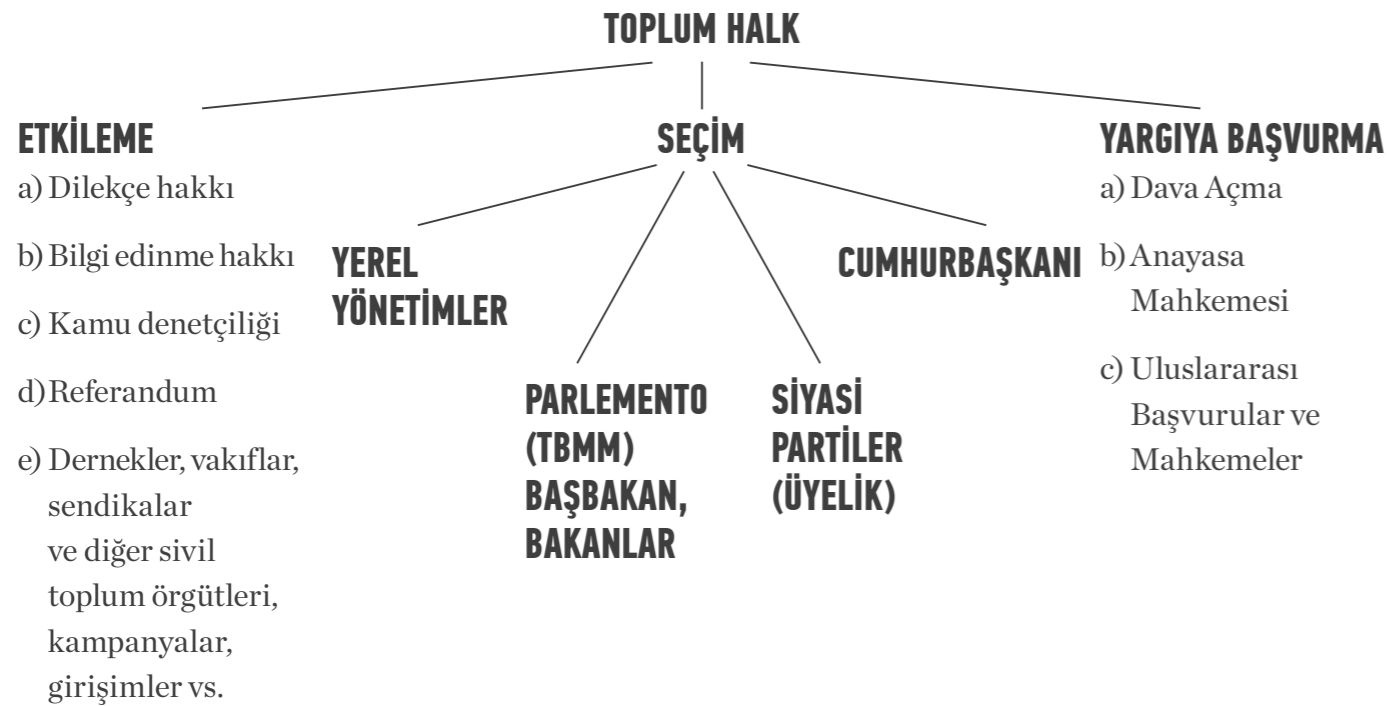 TOPLUM HALK
ETKİLEME
a) Dilekçe hakkı
b) Bilgi edinme hakkı
c) Kamu denetçiliği
d) Referandum
e) Dernekler, vakıflar,
sendikalar
ve diğer sivil
toplum örgütleri,
kampanyalar,
girişimler vs.
SEÇİM
YEREL
YÖNETİMLER
PARLEMENTO
(TBMM)
BAŞBAKAN,
BAKANLAR
SİYASİ
PARTİLER
(ÜYELİK)
CUMHURBAŞKANI
YARGIYA BAŞVURMA
a) Dava Açma
b) Anayasa
Mahkemesi
c) Uluslararası
Başvurular ve
Mahkemeler